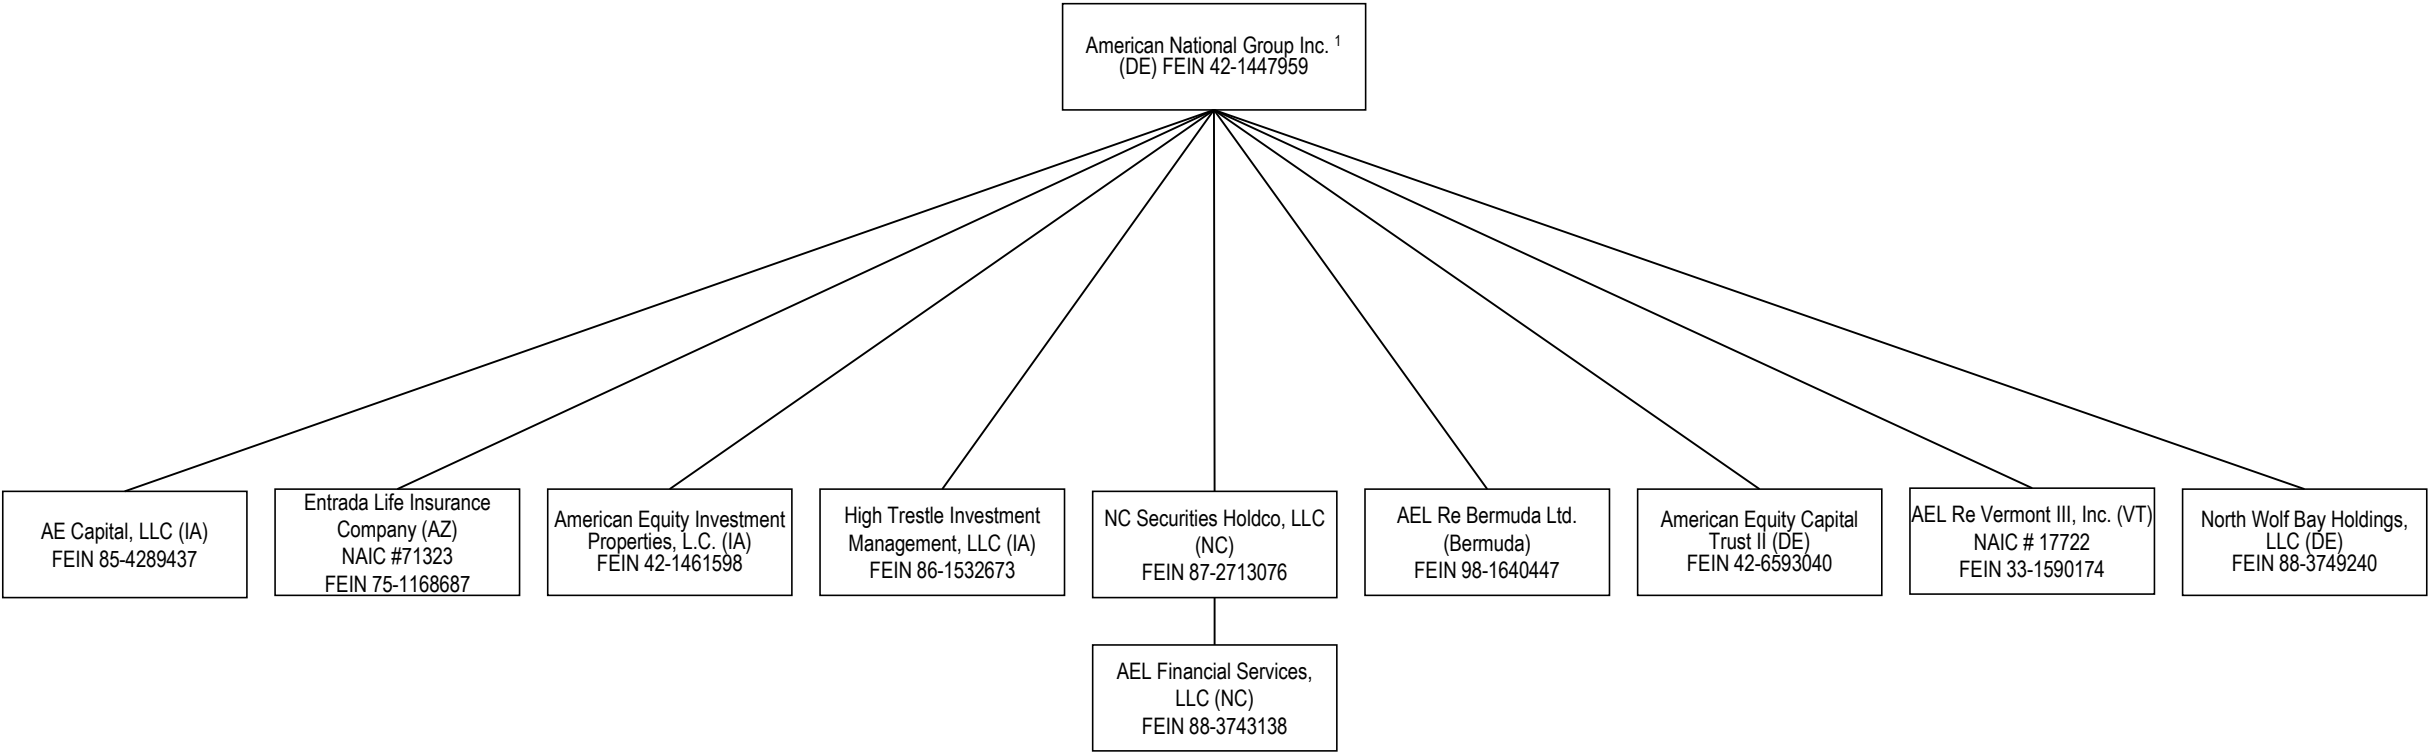 American National Group Inc. 1
(DE) FEIN 42-1447959
AE Capital, LLC (IA)
FEIN 85-4289437
Entrada Life Insurance
Company (AZ)
NAIC #71323
FEIN 75-1168687
American Equity Investment
Properties, L.C. (IA)
FEIN 42-1461598
High Trestle Investment
Management, LLC (IA)
FEIN 86-1532673
NC Securities Holdco, LLC
(NC)
FEIN 87-2713076
AEL Re Bermuda Ltd.
(Bermuda)
FEIN 98-1640447
American Equity Capital
Trust II (DE)
FEIN 42-6593040
AEL Re Vermont III, Inc. (VT)
NAIC # 17722
FEIN 33-1590174
North Wolf Bay Holdings,
LLC (DE)
FEIN 88-3749240
AEL Financial Services,
LLC (NC)
FEIN 88-3743138